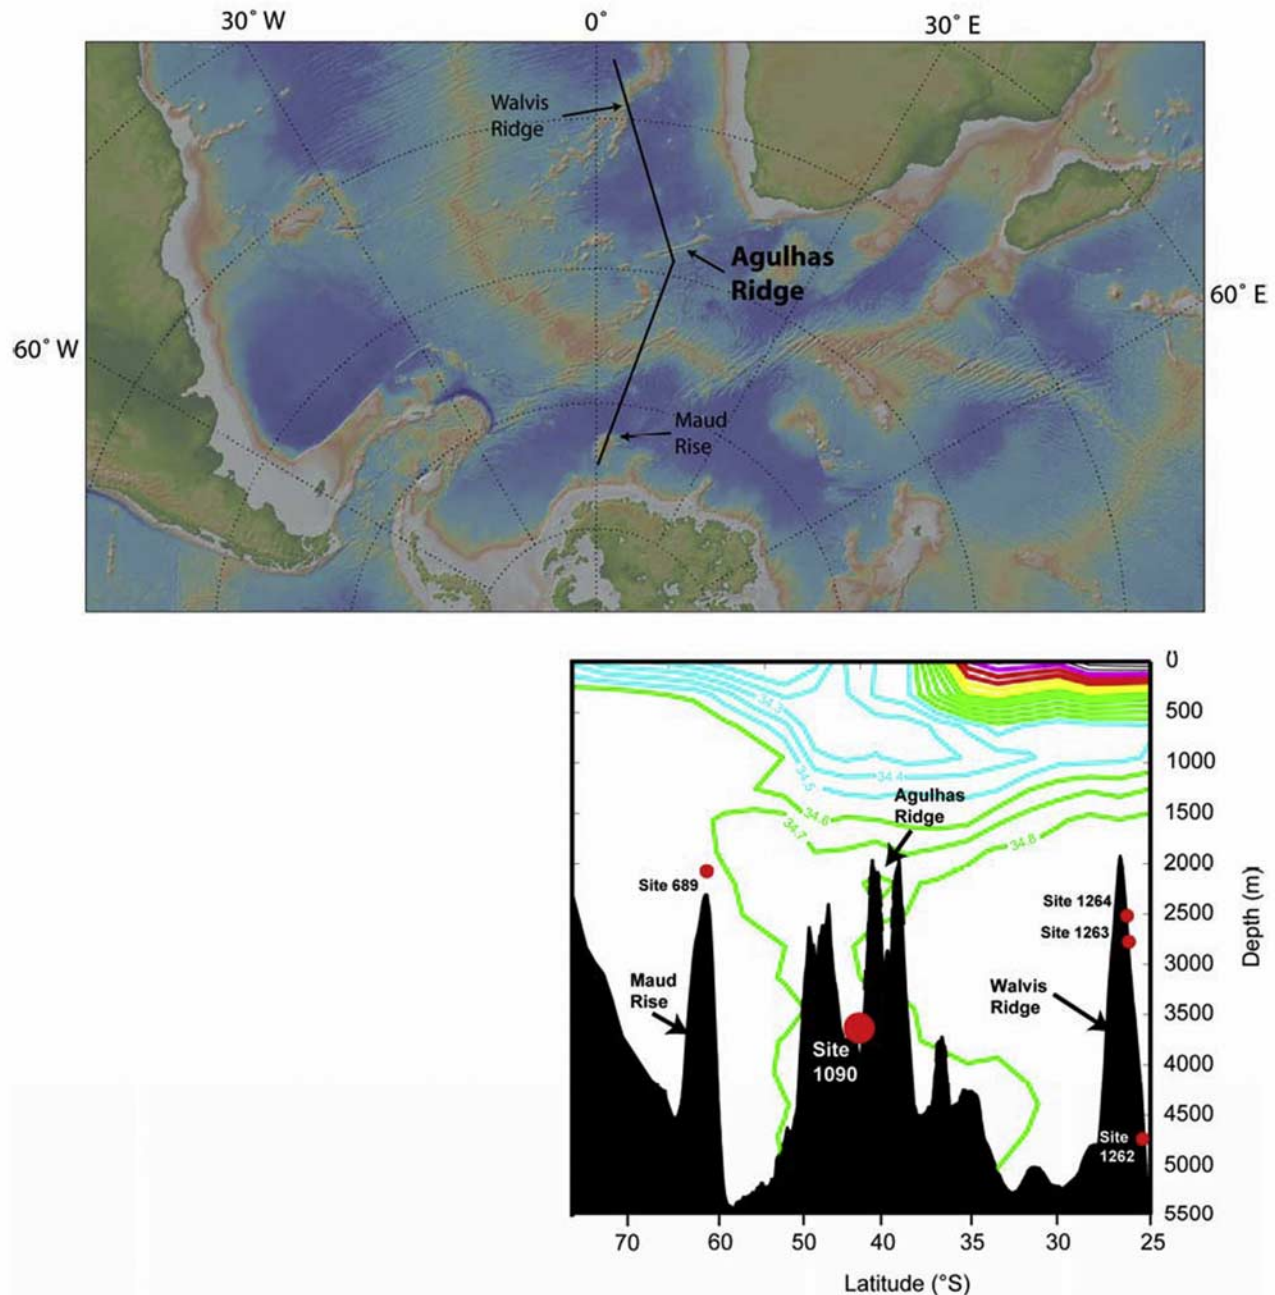 30° W
0°
30° E
Walvis
Ridge
Agulhas
Ridge
60° E
60° W
Maud
Rise
0
500
1000
1500
2000
2500
3000
3500
4000
4500
5000
5500
Depth (m)
34.3
34.5
34.4
34.6
34.7
34.8
Agulhas
Ridge
Site 689
Site 1264
Site 1263
Maud
Rise
Walvis
Ridge
Site
1090
Site
1262
70
60
50
40
35
30
25
Latitude (°S)